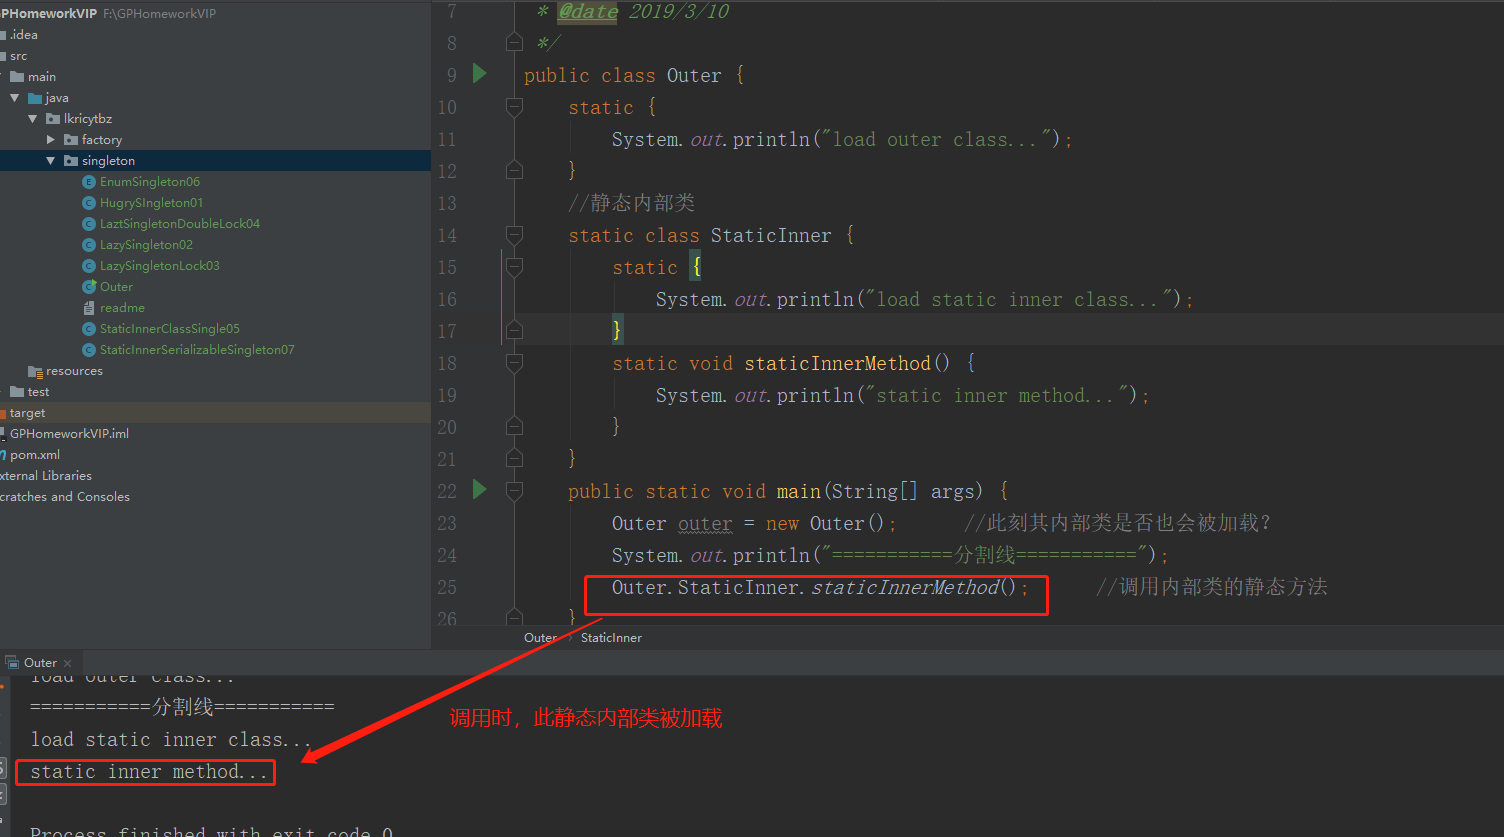 GPHomeworkVIP F:\GPHomeworkVIP
.idea
src
main
java
lkricytbz
factory
singleton
EnumSingleton06
HugrySIngleton01
LaztSingletonDoubleLock04
LazySingleton02
LazySingletonLock03
Outer
readme
StaticInnerClassSingle05
StaticInnerSerializableSingleton07
resources
test
target
GPHomeworkVIP.iml
pom.xml
xternal Libraries
cratches and Consoles
7 * @date 2019/3/10
8 */
9 public class Outer {
10 static {
11 System.out.println("load outer class...");
12 }
13 //静态内部类
14 static class StaticInner {
15 static {
16 System.out.println("load static inner class...");
17 }
18 static void staticInnerMethod() {
19 System.out.println("static inner method...");
20 }
21 }
22 public static void main(String[] args) {
23 Outer outer = new Outer(); //此刻其内部类是否也会被加载?
24 System.out.println("===========分割线===========");
25 Outer.StaticInner.staticInnerMethod(); //调用内部类的静态方法
26 }
Outer › StaticInner
Outer ×
load outer class...
===========分割线===========
load static inner class...
static inner method...
调用时，此静态内部类被加载
Process finished with exit code 0